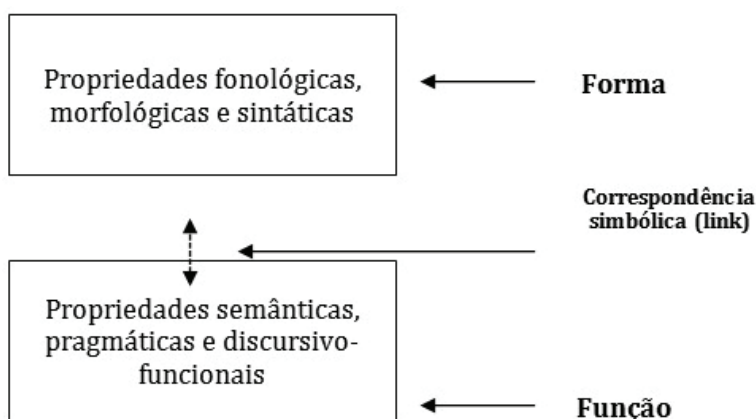 Propriedades fonológicas,
morfológicas e sintáticas
Forma
Correspondência
simbólica (link)
Propriedades semânticas,
pragmáticas e discursivo-
funcionais
Função